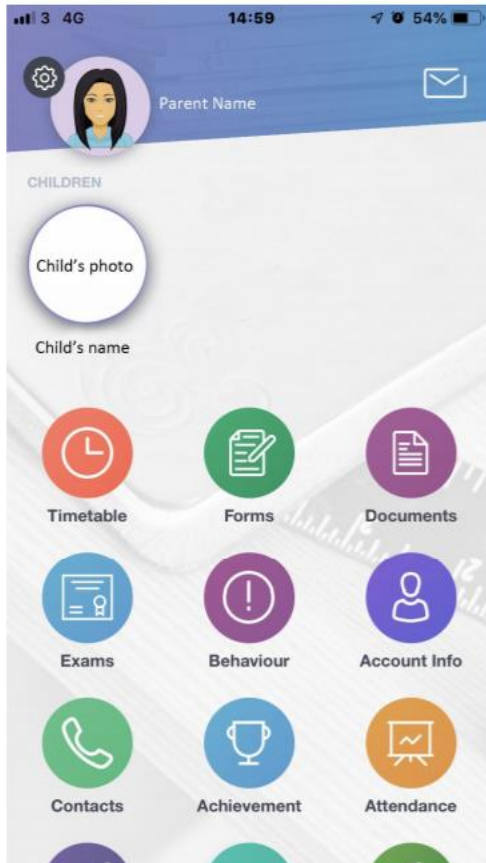 3 4G 14:59 54%
Parent Name
CHILDREN
Child's photo
Child's name
Timetable Forms Documents
Exams Behaviour Account Info
Contacts Achievement Attendance